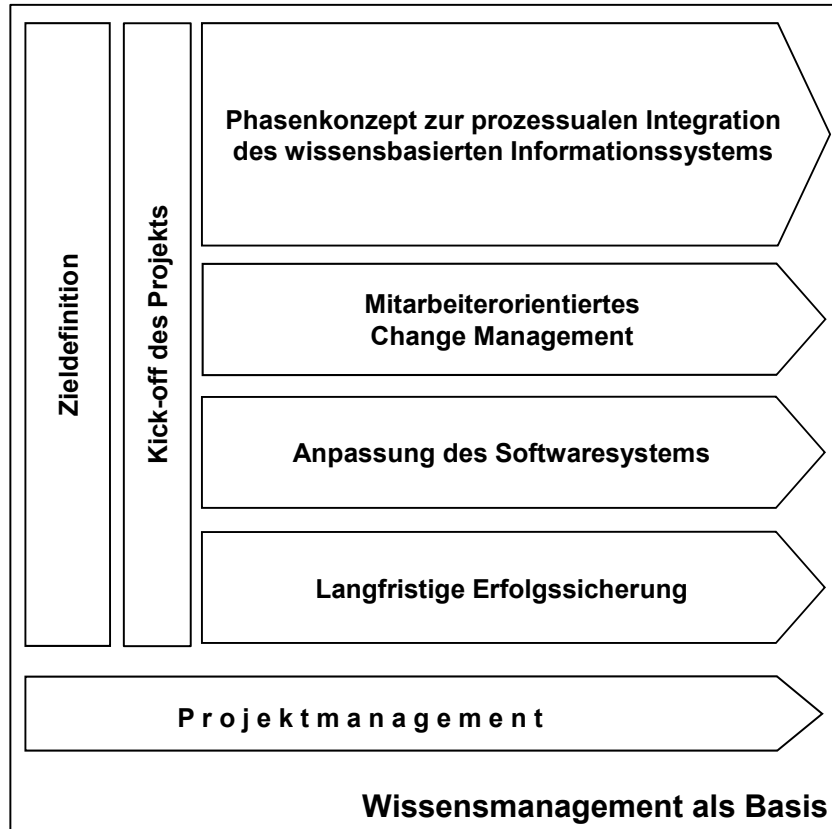 Zieldefinition
Kick-off des Projekts
Phasenkonzept zur prozessualen Integration
des wissensbasierten Informationssystems
Mitarbeiterorientiertes
Change Management
Anpassung des Softwaresystems
Langfristige Erfolgssicherung
Projektmanagement
Wissensmanagement als Basis